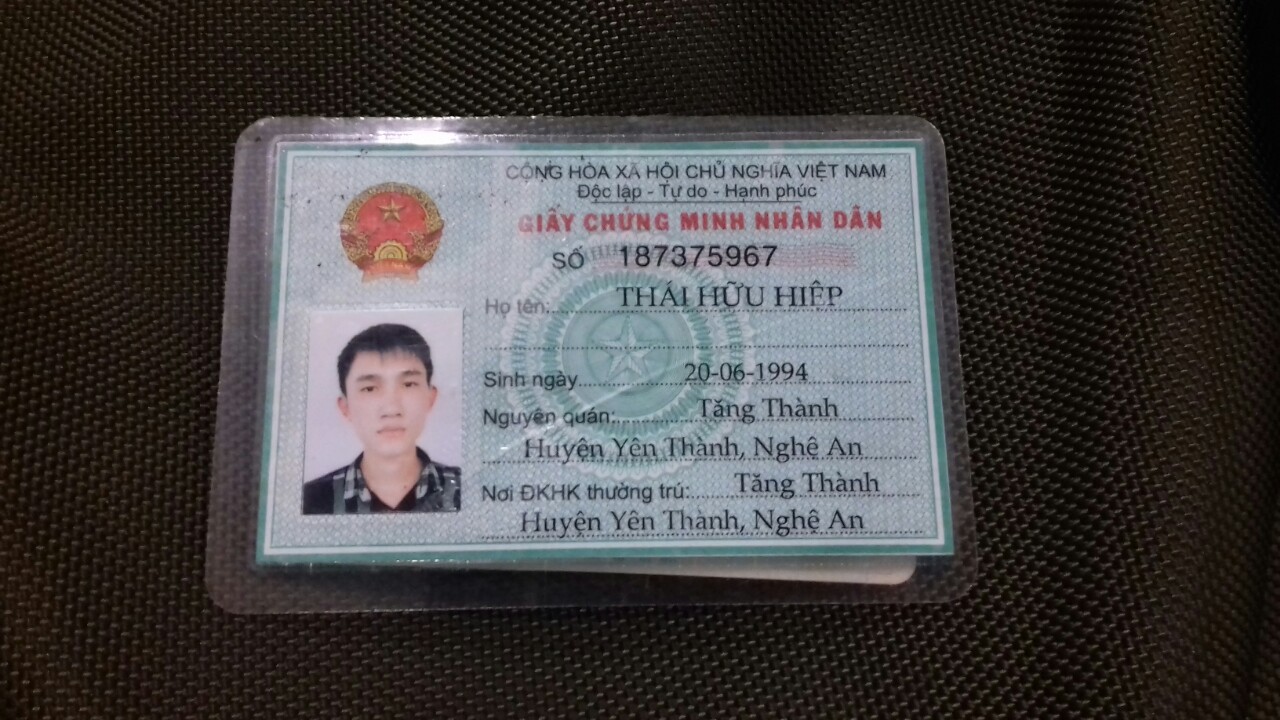 CỘNG HÒA XÃ HỘI CHỦ NGHĨA VIỆT NAM
Độc lập - Tự do - Hạnh phúc
GIẤY CHỨNG MINH NHÂN DÂN
SỐ 187375967
Họ tên: THÁI HỮU HIỆP
Sinh ngày 20-06-1994
Nguyên quán: Tăng Thành
Huyện Yên Thành, Nghệ An
Nơi ĐKHK thường trú: Tăng Thành
Huyện Yên Thành, Nghệ An